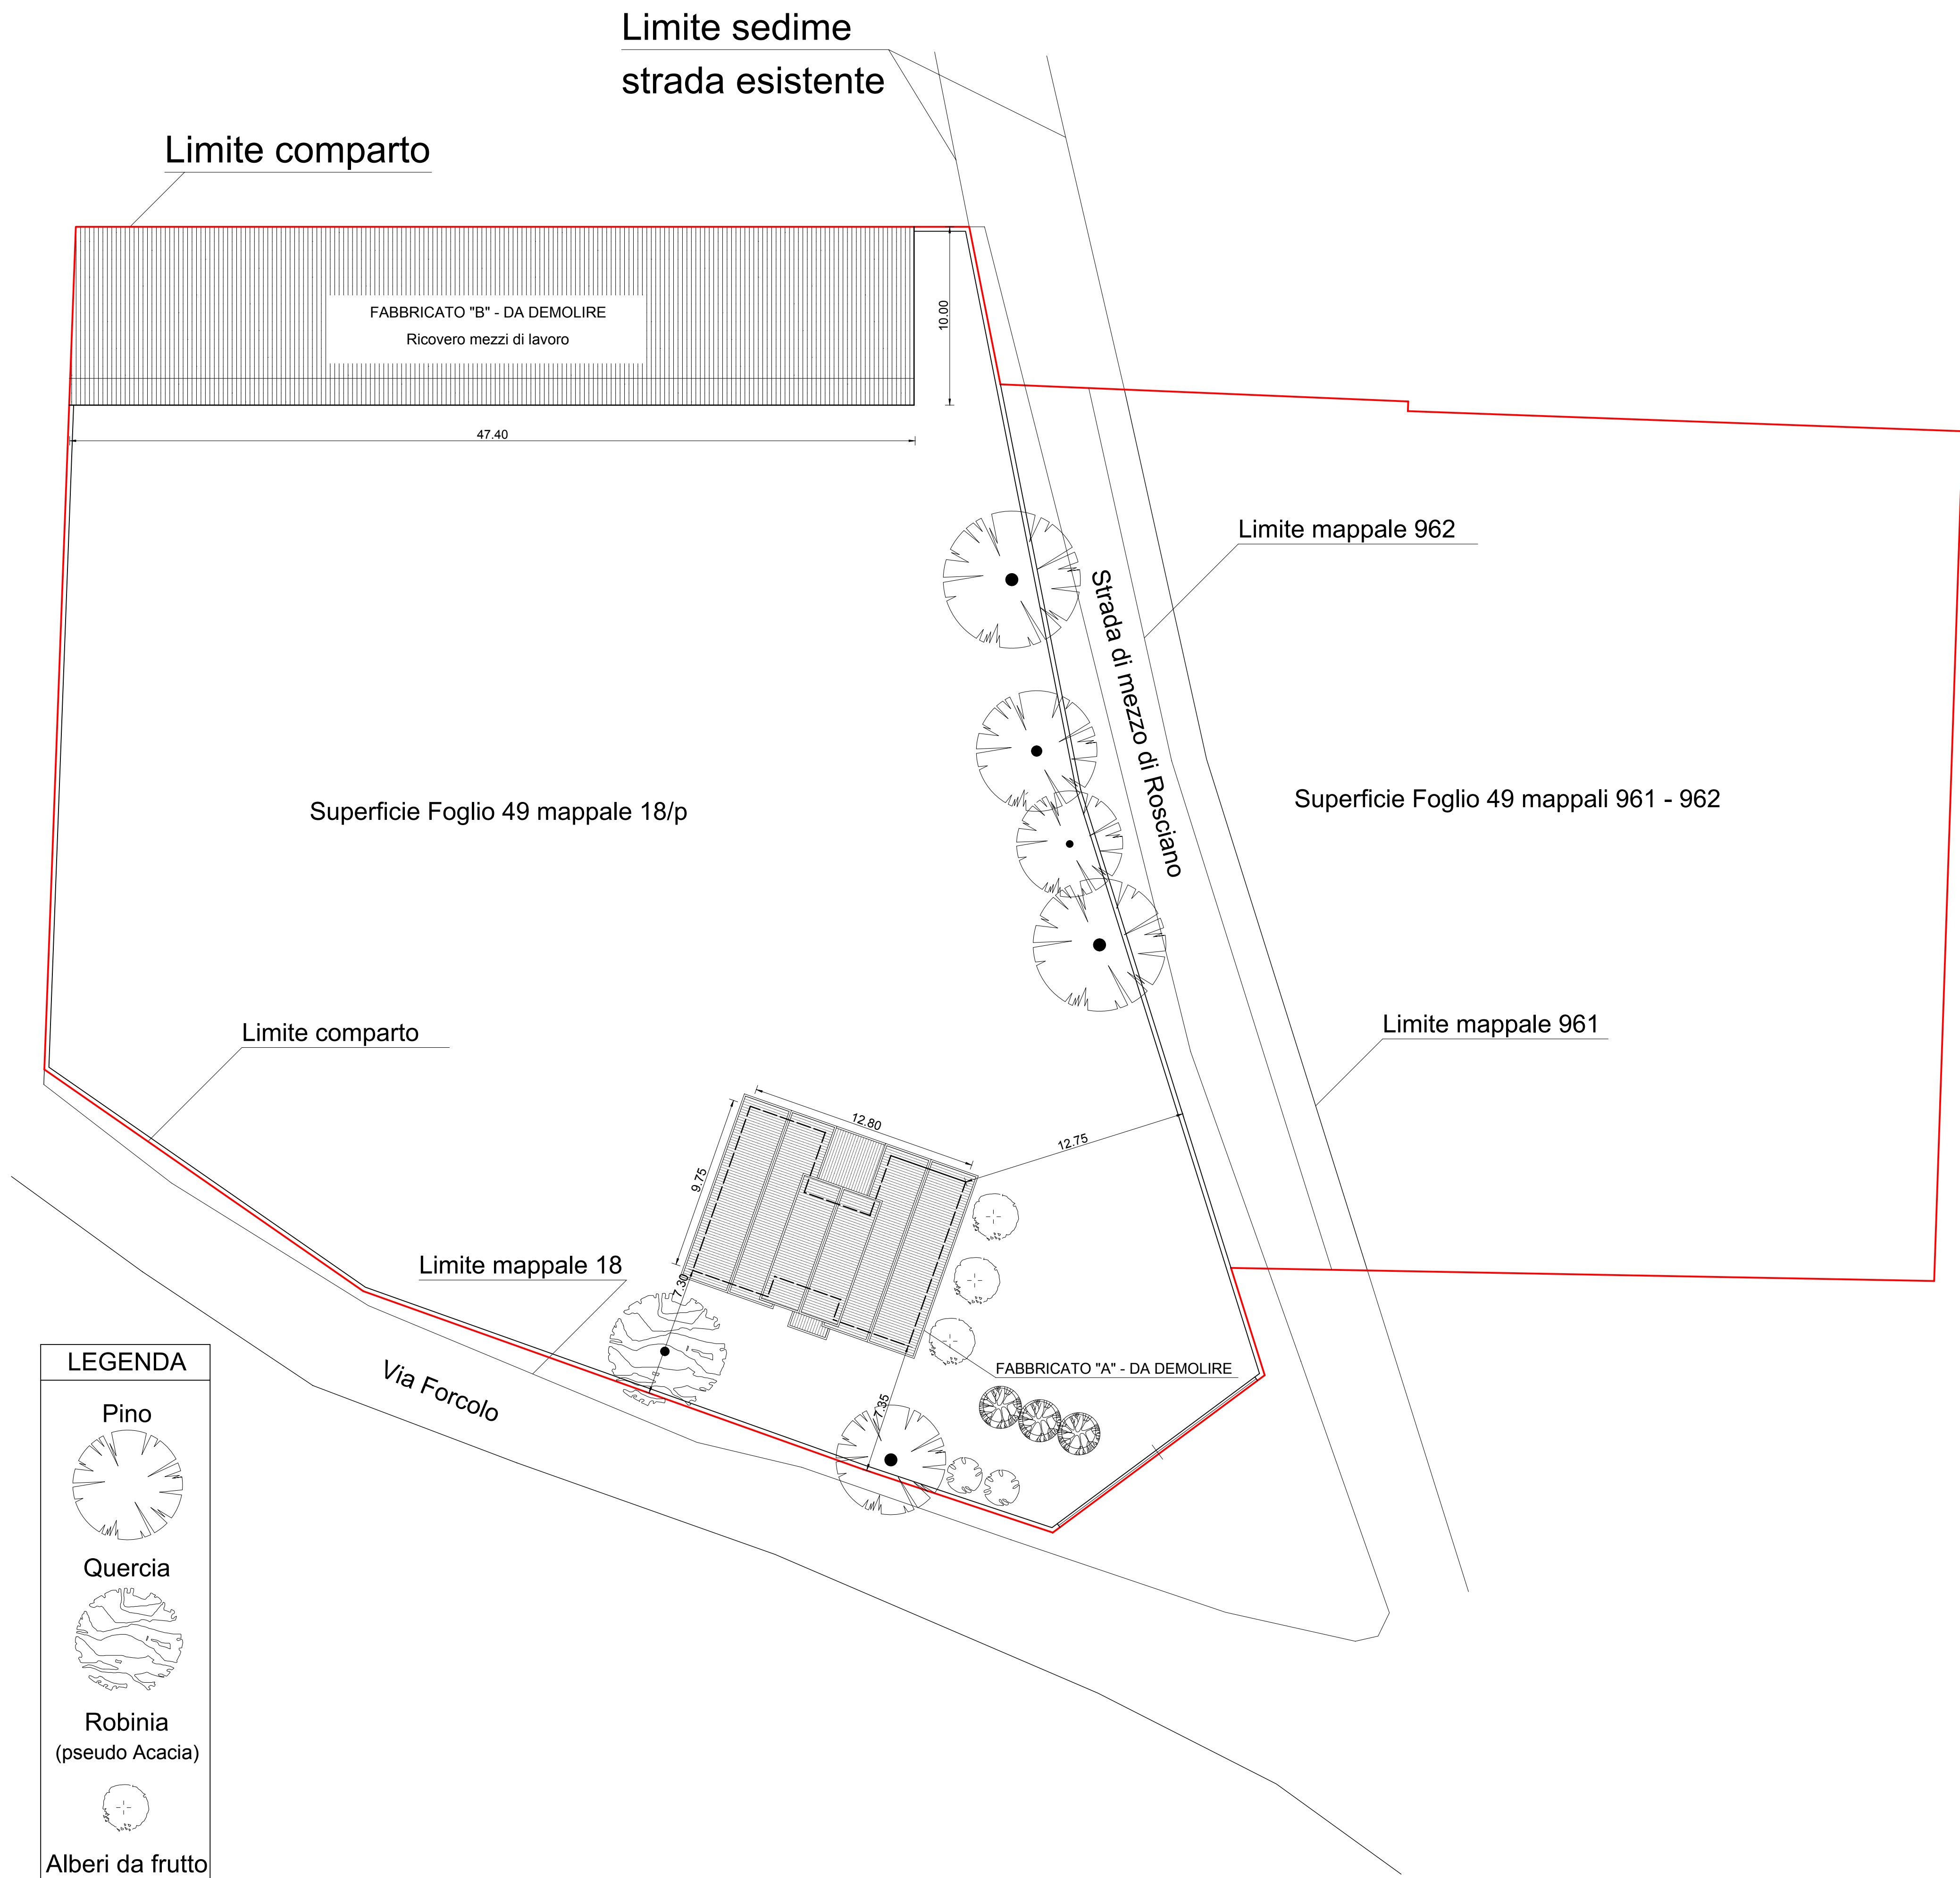 Limite sedime
strada esistente
Limite comparto
FABBRICATO "B" - DA DEMOLIRE
Ricovero mezzi di lavoro
10.00
47.40
Limite mappale 962
Strada di mezzo di Rosciano
Superficie Foglio 49 mappale 18/p
Superficie Foglio 49 mappali 961 - 962
Limite comparto
Limite mappale 961
12.80
12.75
9.75
Limite mappale 18
7.30
FABBRICATO "A" - DA DEMOLIRE
7.35
Via Forcolo
LEGENDA
Pino
Quercia
Robinia
(pseudo Acacia)
Alberi da frutto